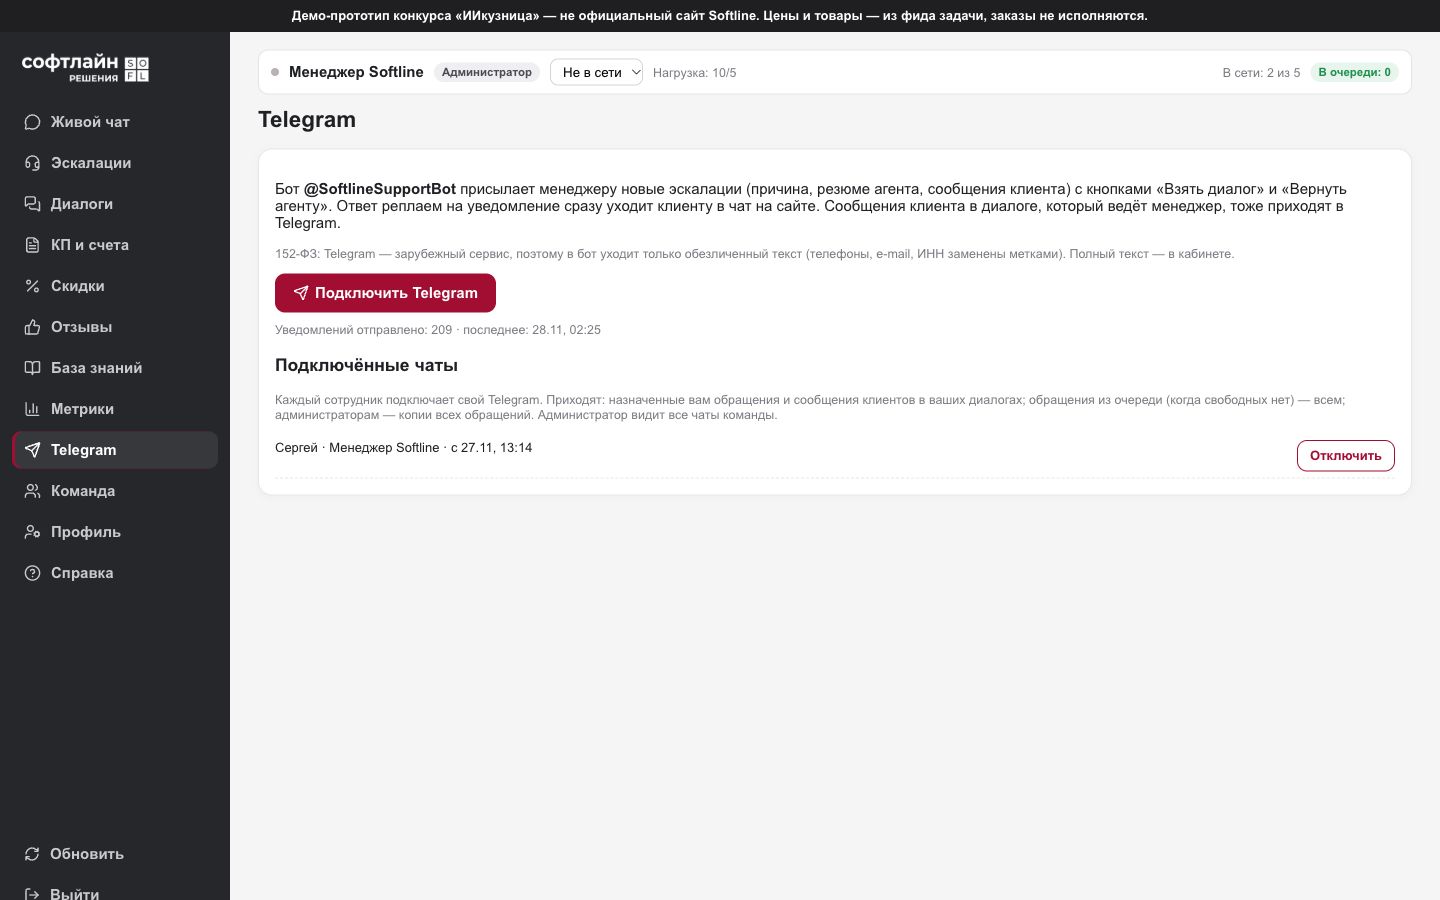 Демо-прототип конкурса «ИИкузница» — не официальный сайт Softline. Цены и товары — из фида задачи, заказы не исполняются.
софтлайн
РЕШЕНИЯ
SO
FL
Живой чат
Эскалации
Диалоги
КП и счета
Скидки
Отзывы
База знаний
Метрики
Telegram
Команда
Профиль
Справка
Обновить
Выйти
Менеджер Softline Администратор Не в сети Нагрузка: 10/5 В сети: 2 из 5 В очереди: 0
Telegram
Бот @SoftlineSupportBot присылает менеджеру новые эскалации (причина, резюме агента, сообщения клиента) с кнопками «Взять диалог» и «Вернуть
агенту». Ответ реплаем на уведомление сразу уходит клиенту в чат на сайте. Сообщения клиента в диалоге, который ведёт менеджер, тоже приходят в
Telegram.
152-ФЗ: Telegram — зарубежный сервис, поэтому в бот уходит только обезличенный текст (телефоны, e-mail, ИНН заменены метками). Полный текст — в кабинете.
Подключить Telegram
Уведомлений отправлено: 209 · последнее: 28.11, 02:25
Подключённые чаты
Каждый сотрудник подключает свой Telegram. Приходят: назначенные вам обращения и сообщения клиентов в ваших диалогах; обращения из очереди (когда свободных нет) — всем;
администраторам — копии всех обращений. Администратор видит все чаты команды.
Сергей · Менеджер Softline · с 27.11, 13:14
Отключить